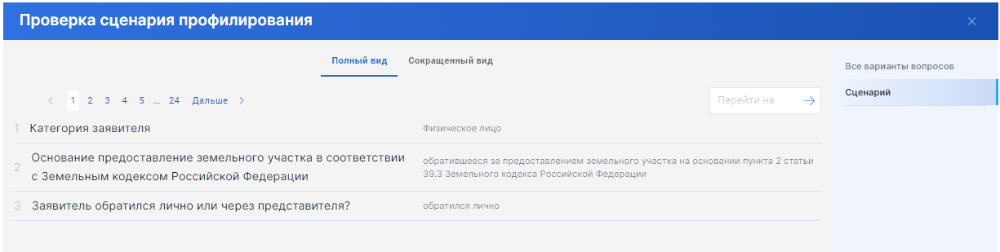 Проверка сценария профилирования
Полный вид
Сокращенный вид
Все варианты вопросов
Сценарий
1 2 3 4 5 ... 24 Дальше
Перейти на
1 Категория заявителя
Физическое лицо
2 Основание предоставление земельного участка в соответствии
с Земельным кодексом Российской Федерации
обратившееся за предоставлением земельного участка на основании пункта 2 статьи
39.3 Земельного кодекса Российской Федерации
3 Заявитель обратился лично или через представителя?
обратился лично